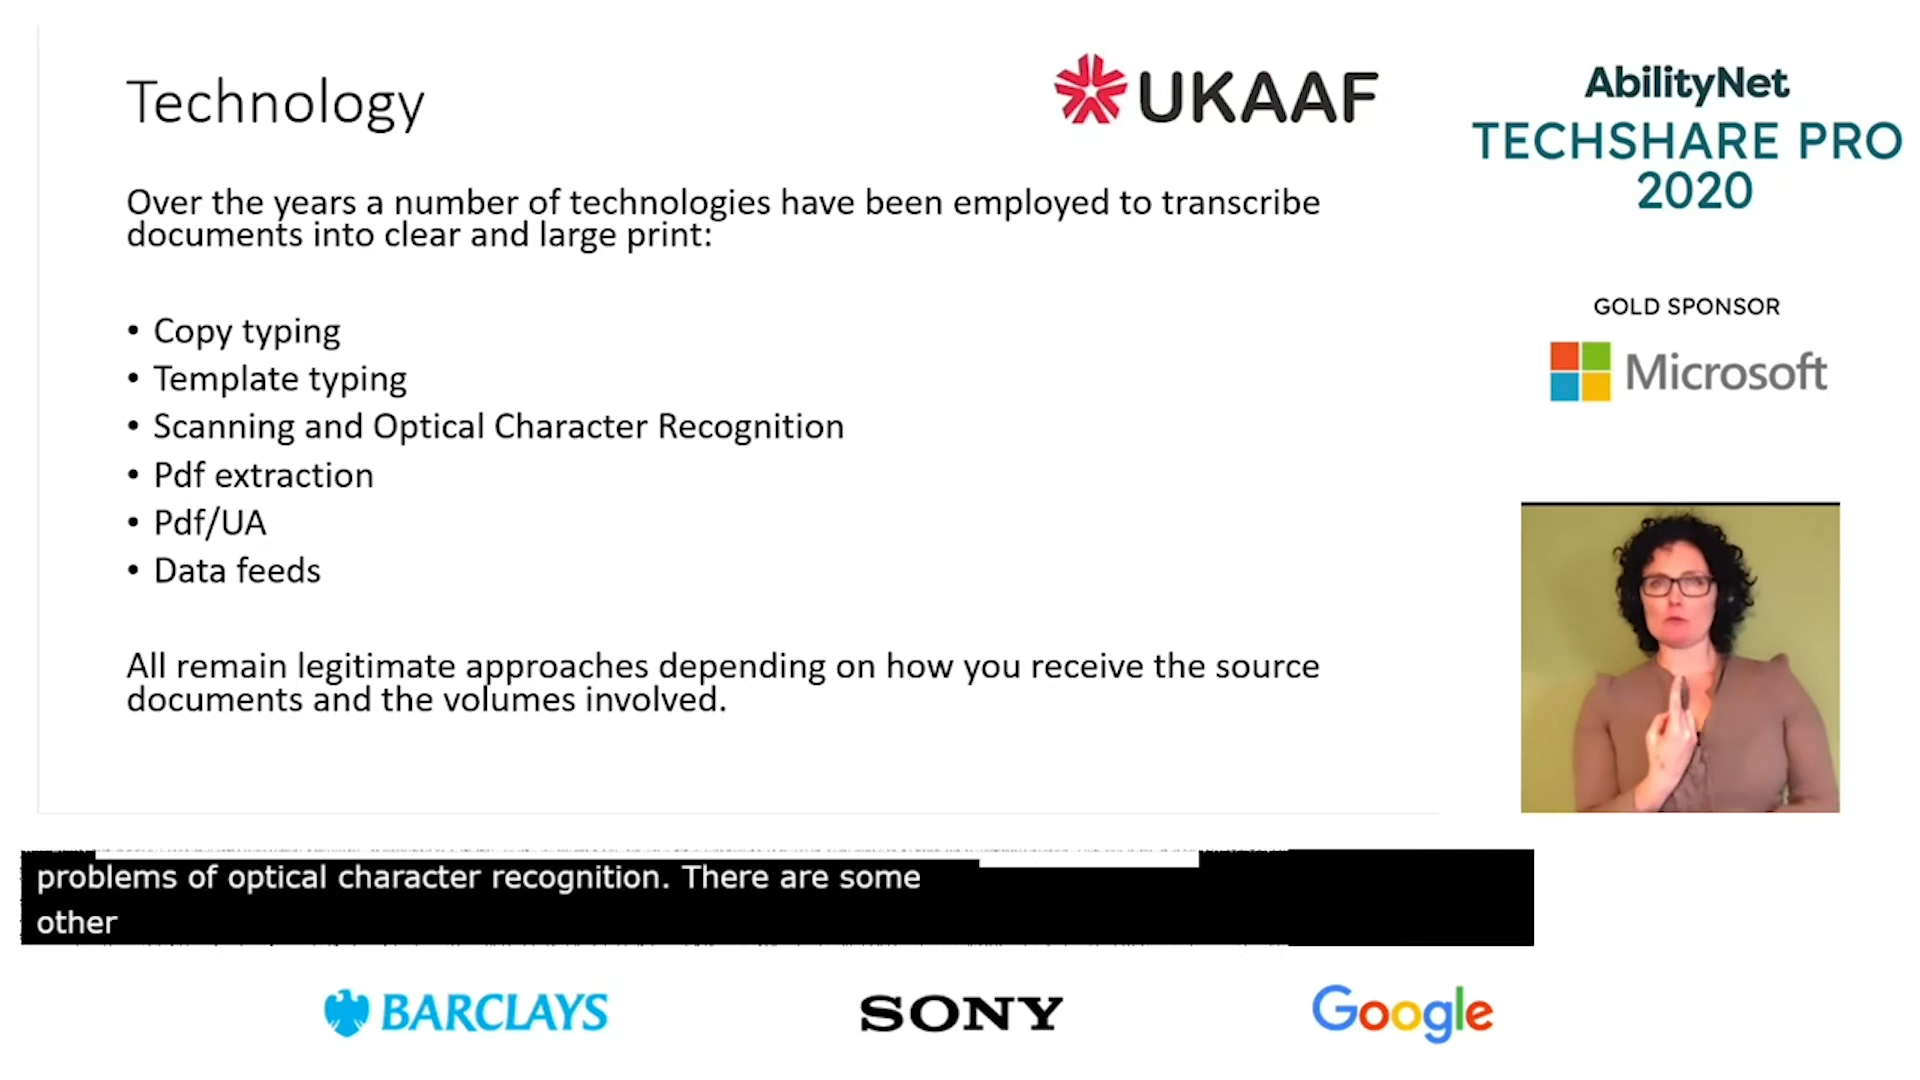 Technology
UKAAF
Over the years a number of technologies have been employed to transcribe
documents into clear and large print:
• Copy typing
• Template typing
• Scanning and Optical Character Recognition
• Pdf extraction
• Pdf/UA
• Data feeds
All remain legitimate approaches depending on how you receive the source
documents and the volumes involved.
AbilityNet
TECHSHARE PRO
2020
GOLD SPONSOR
Microsoft
problems of optical character recognition. There are some
other
BARCLAYS
SONY
Google